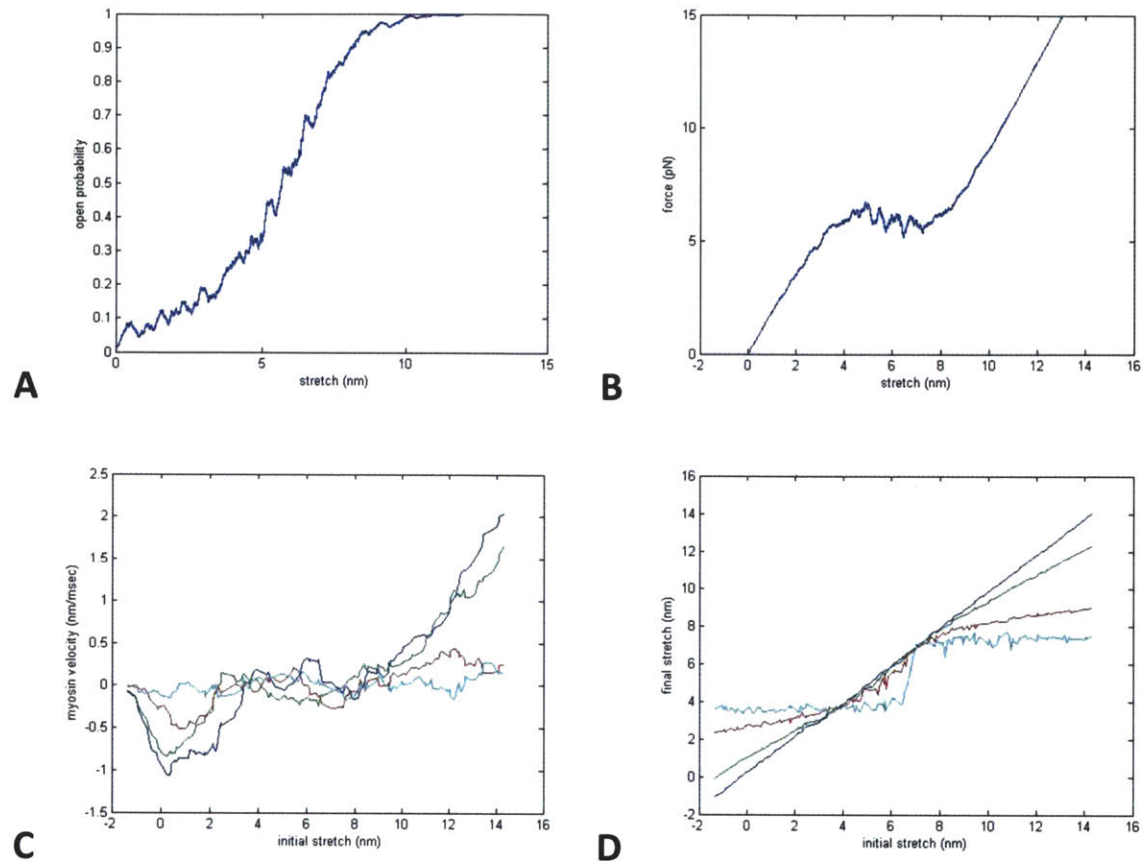 1
0.9
0.8
0.7
0.6
0.5
0.4
0.3
0.2
0.1
0
open probability
0 5 10 15
stretch (nm)
A
15
10
5
0
force (pN)
-2 0 2 4 6 8 10 12 14 16
stretch (nm)
B
2.5
2
1.5
1
0.5
0
-0.5
-1
-1.5
myosin velocity (nm/msec)
-2 0 2 4 6 8 10 12 14 16
initial stretch (nm)
C
16
14
12
10
8
6
4
2
0
-2
final stretch (nm)
-2 0 2 4 6 8 10 12 14 16
initial stretch (nm)
D